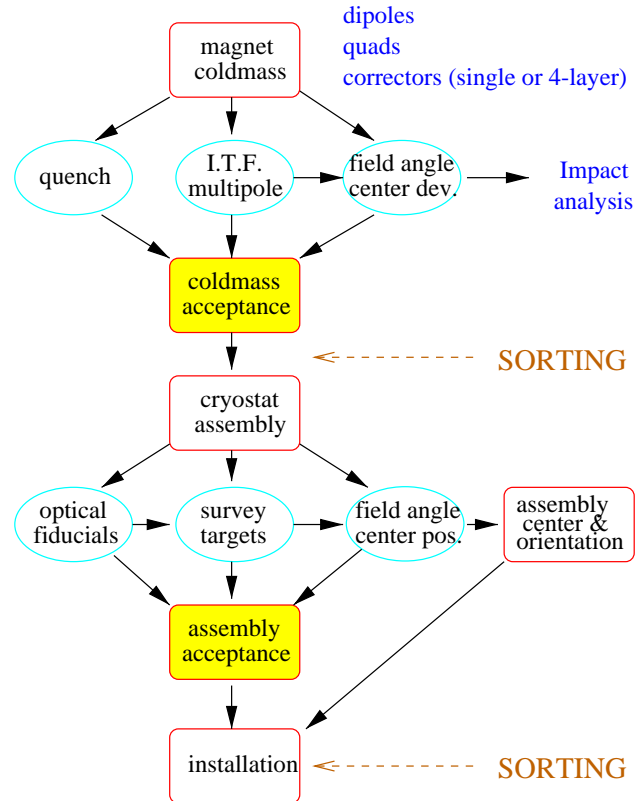 dipoles
quads
correctors (single or 4-layer)
magnet
coldmass
quench
I.T.F.
multipole
field angle
center dev.
Impact
analysis
coldmass
acceptance
SORTING
cryostat
assembly
optical
fiducials
survey
targets
field angle
center pos.
assembly
center &
orientation
assembly
acceptance
installation
SORTING